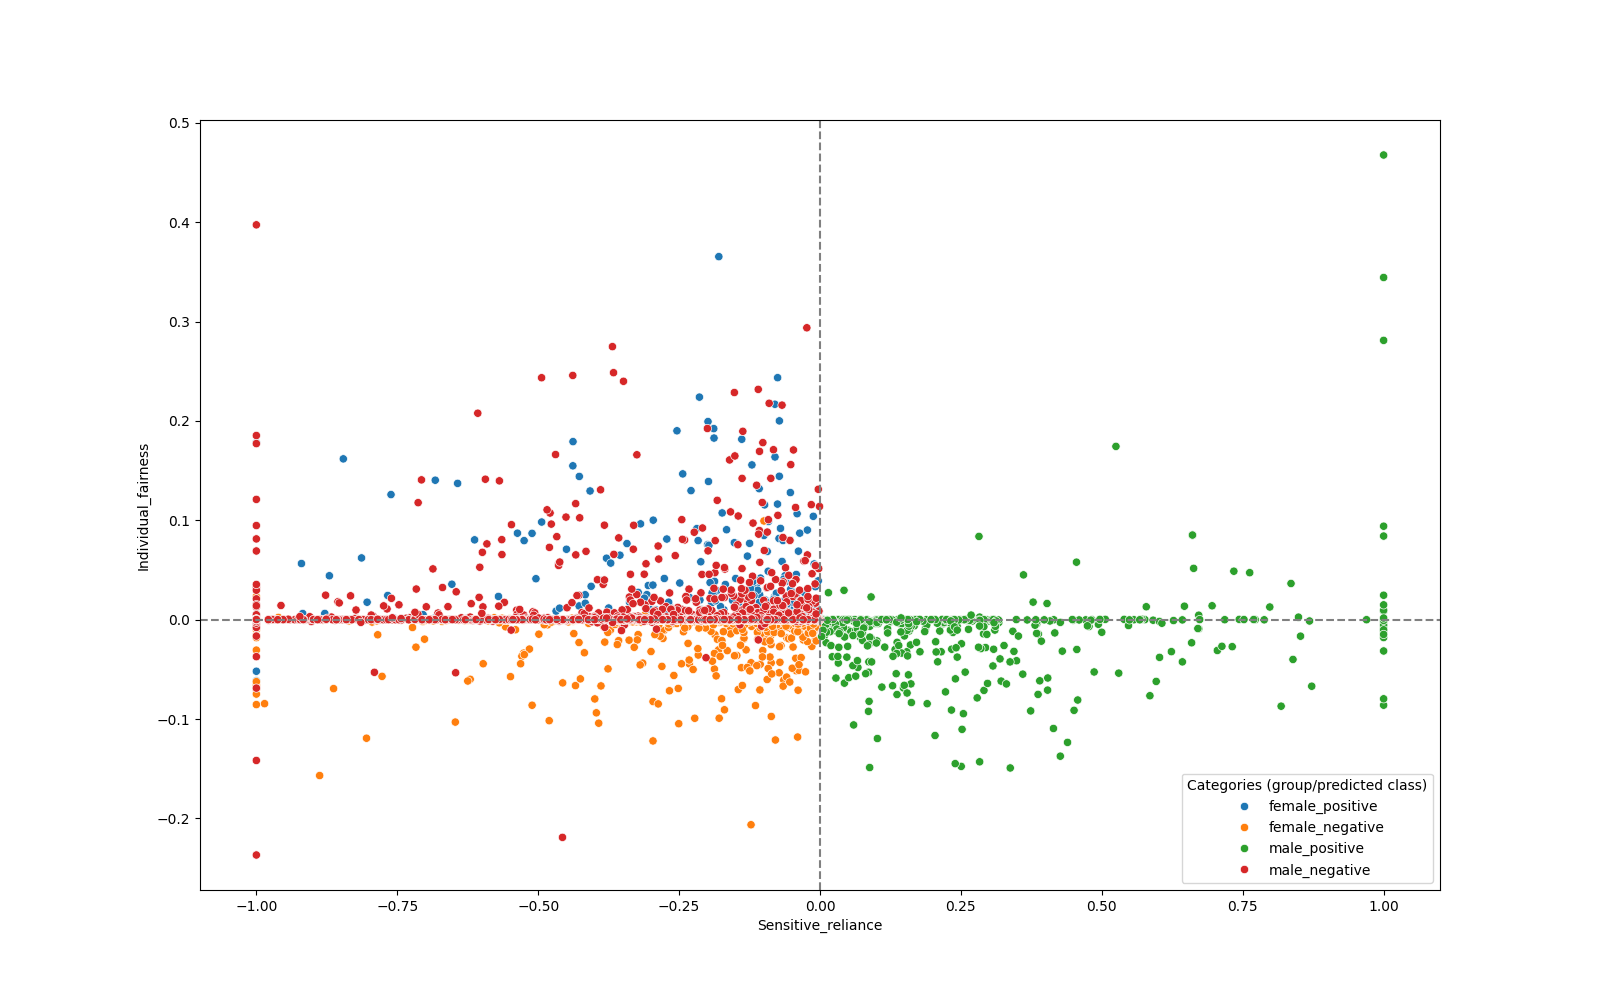 0.5
0.4
0.3
0.2
0.1
0.0
−0.1
−0.2
Individual_fairness
−1.00 −0.75 −0.50 −0.25 0.00 0.25 0.50 0.75 1.00
Sensitive_reliance
Categories (group/predicted class)
female_positive
female_negative
male_positive
male_negative